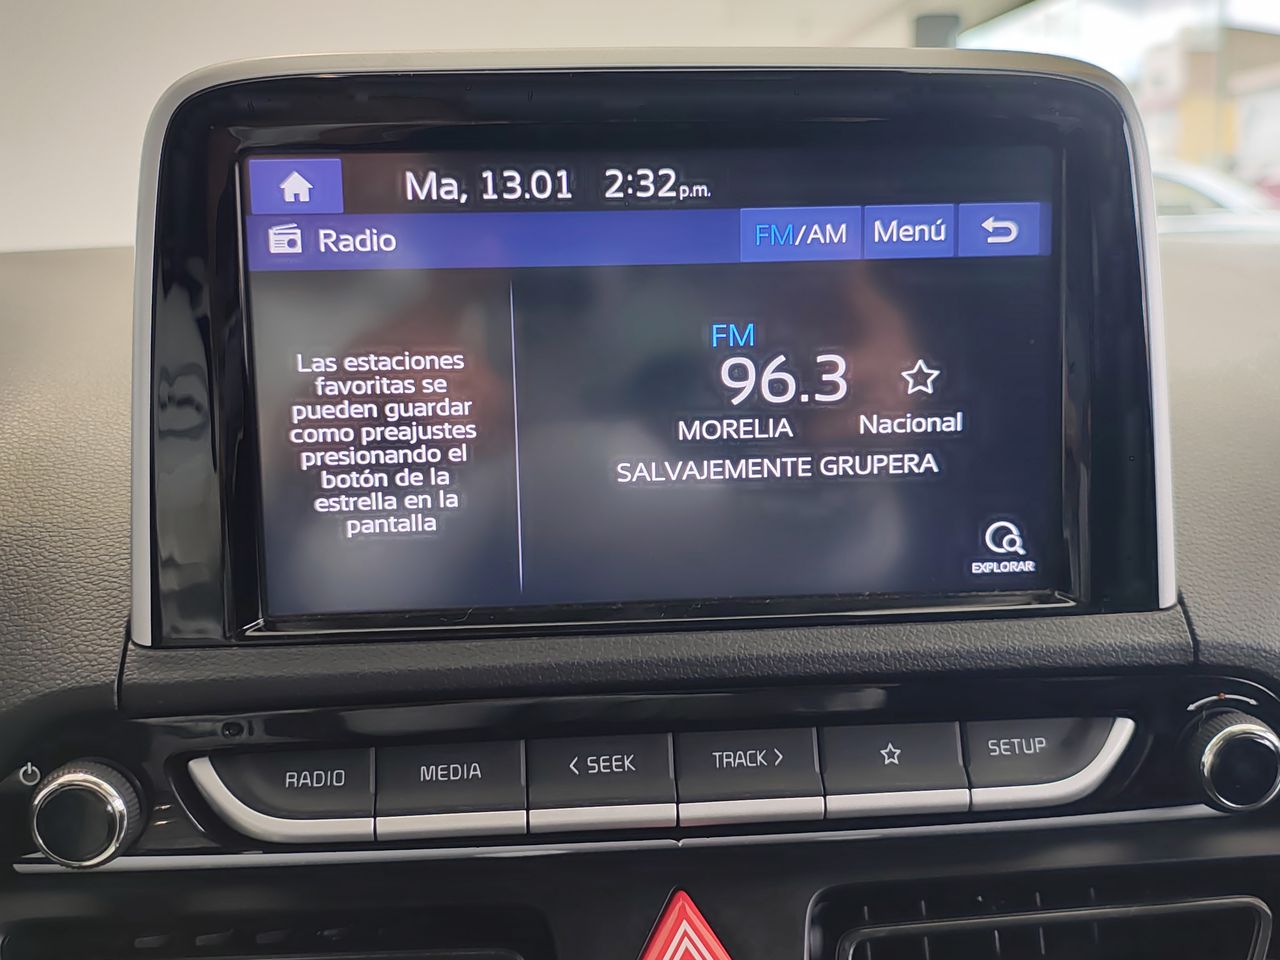 Ma, 13.01 2:32 p.m.
Radio
FM/AM
Menú
Las estaciones
favoritas se
pueden guardar
como preajustes
presionando el
botón de la
estrella en la
pantalla
FM
96.3
MORELIA
Nacional
SALVAJEMENTE GRUPERA
EXPLORAR
RADIO
MEDIA
< SEEK
TRACK >
SETUP